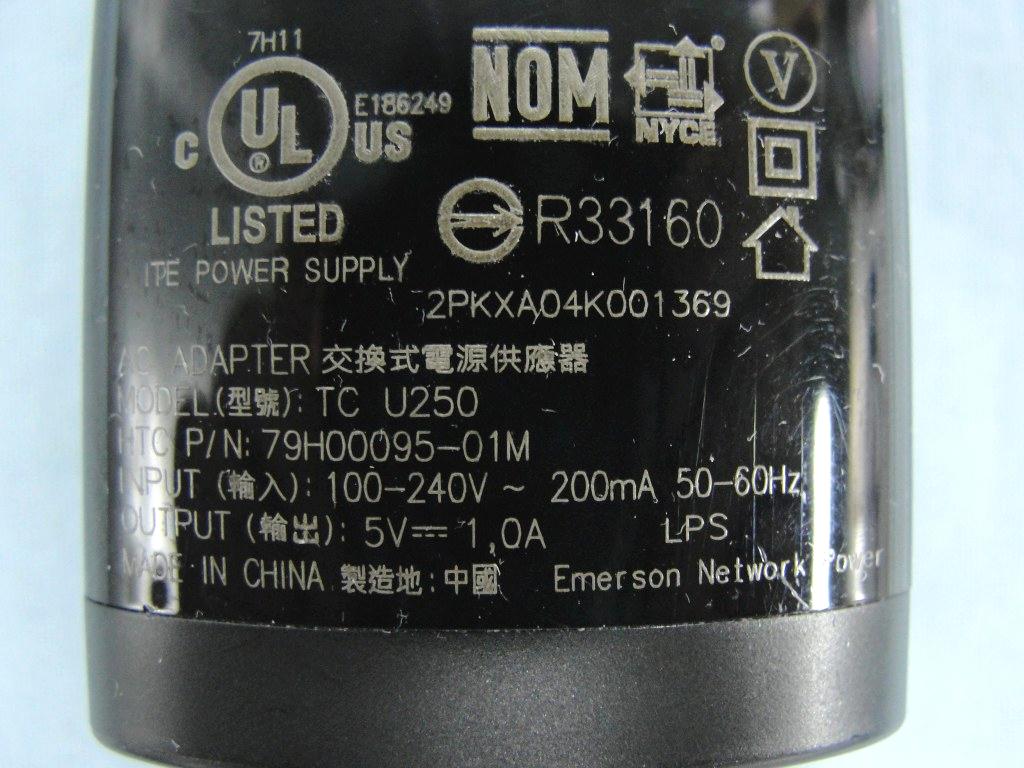 7H11
C UL ® US E186249
LISTED
ITE POWER SUPPLY
NOM
NYCE
V
R33160
2PKXA04K001369
AC ADAPTER 交換式電源供應器
MODEL(型號): TC U250
HTC P/N: 79H00095-01M
INPUT (輸入): 100-240V ~ 200mA 50-60Hz
OUTPUT (輸出): 5V⎓ 1.0A LPS
MADE IN CHINA 製造地:中國 Emerson Network Power